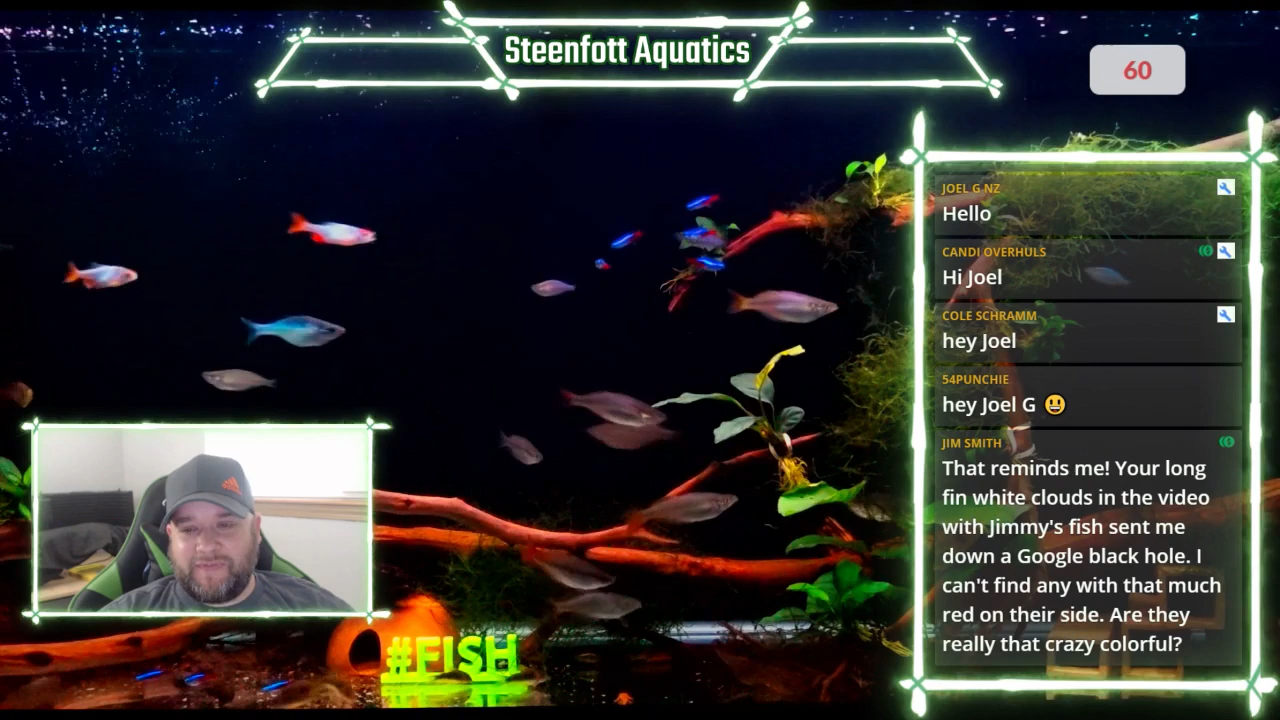 Steenfott Aquatics
60
JOEL G NZ
Hello
CANDI OVERHULS
Hi Joel
COLE SCHRAMM
hey Joel
54PUNCHIE
hey Joel G
JIM SMITH
That reminds me! Your long
fin white clouds in the video
with Jimmy's fish sent me
down a Google black hole. I
can't find any with that much
red on their side. Are they
really that crazy colorful?
#FISH